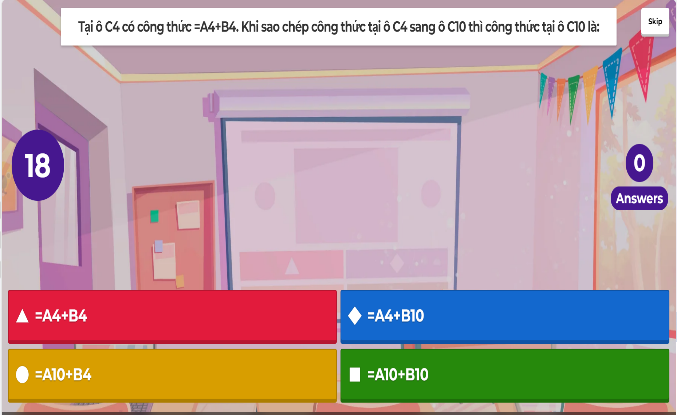 Tại ô C4 có công thức =A4+B4. Khi sao chép công thức tại ô C4 sang ô C10 thì công thức tại ô C10 là:
Skip
18
0
Answers
=A4+B4
=A4+B10
=A10+B4
=A10+B10